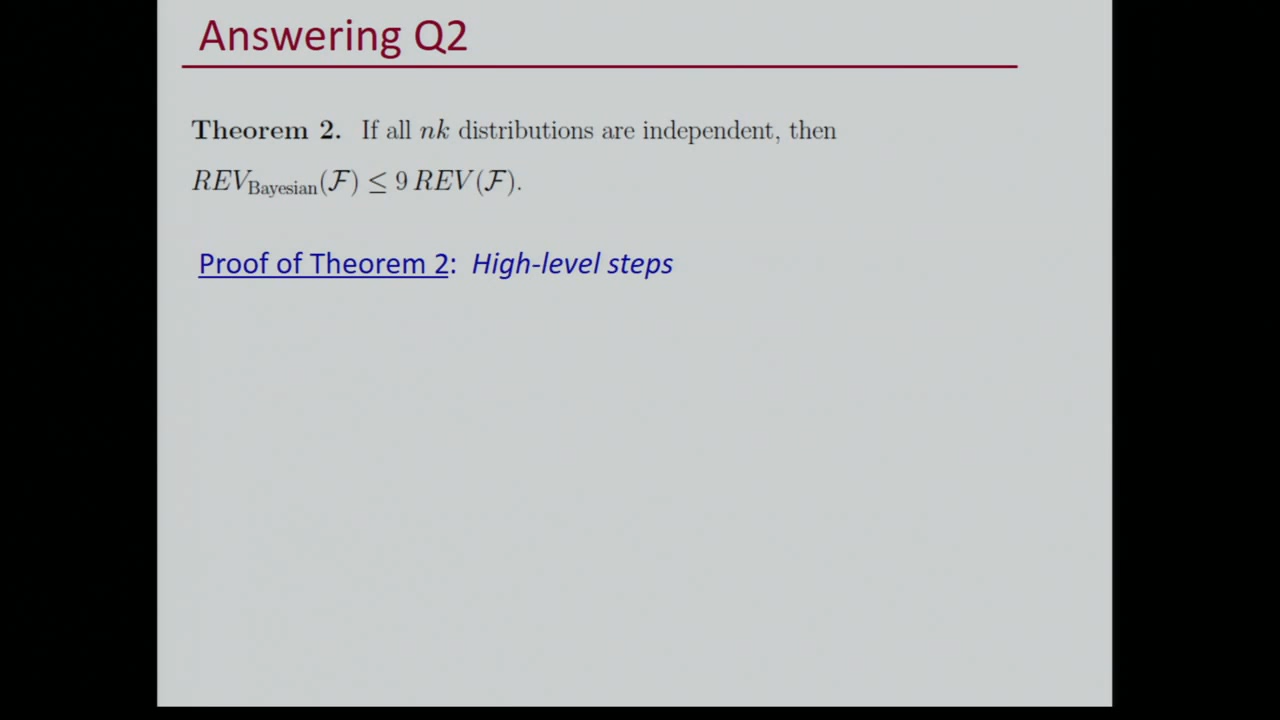 Answering Q2
Theorem 2. If all nk distributions are independent, then
REV_Bayesian(ℱ) ≤ 9 REV(ℱ).
Proof of Theorem 2: High-level steps